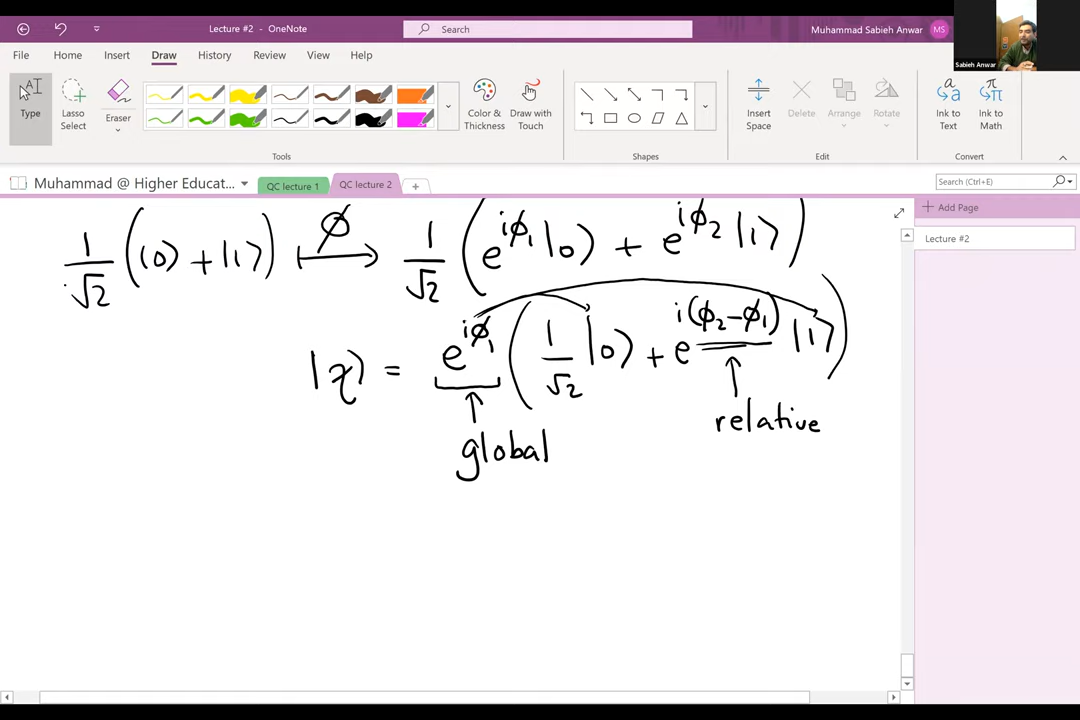 Lecture #2 - OneNote
Search
Muhammad Sabieh Anwar
MS
Sabieh Anwar
File Home Insert Draw History Review View Help
Type
Lasso Select
Eraser
Color & Thickness
Draw with Touch
Insert Space
Delete
Arrange
Rotate
Ink to Text
Ink to Math
Tools
Shapes
Edit
Convert
Muhammad @ Higher Educat...
QC lecture 1
QC lecture 2
Search (Ctrl+E)
Add Page
Lecture #2
1/√2 (|0⟩ + |1⟩) ⟼ϕ 1/√2 (e^{iϕ₁}|0⟩ + e^{iϕ₂}|1⟩)
|χ⟩ = e^{iϕ₁} (1/√2 |0⟩ + e^{i(ϕ₂-ϕ₁)} |1⟩)
global
relative